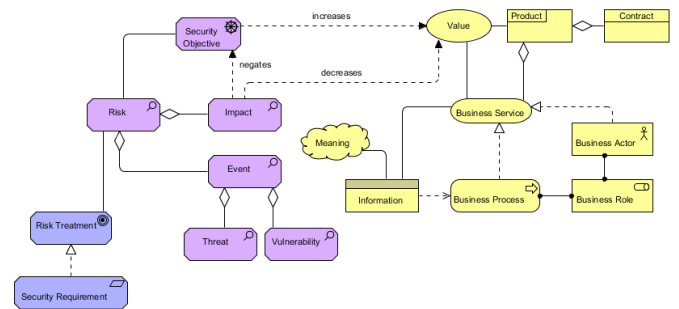 increases
Security
Objective
Value
Product
Contract
negates
decreases
Risk
Impact
Business Service
Meaning
Business Actor
Event
Information
Business Process
Business Role
Risk Treatment
Threat
Vulnerability
Security Requirement